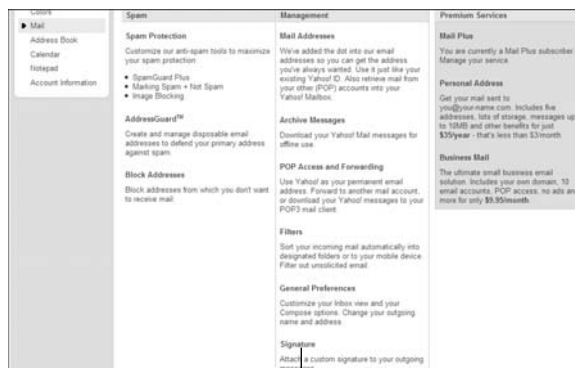 Colors
Mail
Address Book
Calendar
Notepad
Account Information
Spam
Spam Protection
Customize our anti-spam tools to maximize
your spam protection:
SpamGuard Plus
Marking Spam + Not Spam
Image Blocking
AddressGuard™
Create and manage disposable email
addresses to defend your primary address
against spam.
Block Addresses
Block addresses from which you don't want
to receive mail.
Management
Mail Addresses
We've added the dot into our email
addresses so you can get the address
you've always wanted. Use it just like your
existing Yahoo! ID. Also retrieve mail from
your other (POP) accounts into your
Yahoo! Mailbox.
Archive Messages
Download your Yahoo! Mail messages for
offline use.
POP Access and Forwarding
Use Yahoo! as your permanent email
address. Forward to another mail account,
or download your Yahoo! messages to your
POP3 mail client.
Filters
Sort your incoming mail automatically into
designated folders or to your mobile device.
Filter out unsolicited email.
General Preferences
Customize your Inbox view and your
Compose options. Change your outgoing
name and address
Signature
Attach a custom signature to your outgoing
messages
Premium Services
Mail Plus
You are currently a Mail Plus subscriber
Manage your service.
Personal Address
Get your mail sent to
you@your-name.com. Includes five
addresses, lots of storage, messages up
to 10MB and other benefits for just
$35/year - that's less than $3/month
Business Mail
The ultimate small business email
solution. Includes your own domain, 10
email accounts, POP access, no ads an
more for only $9.95/month.